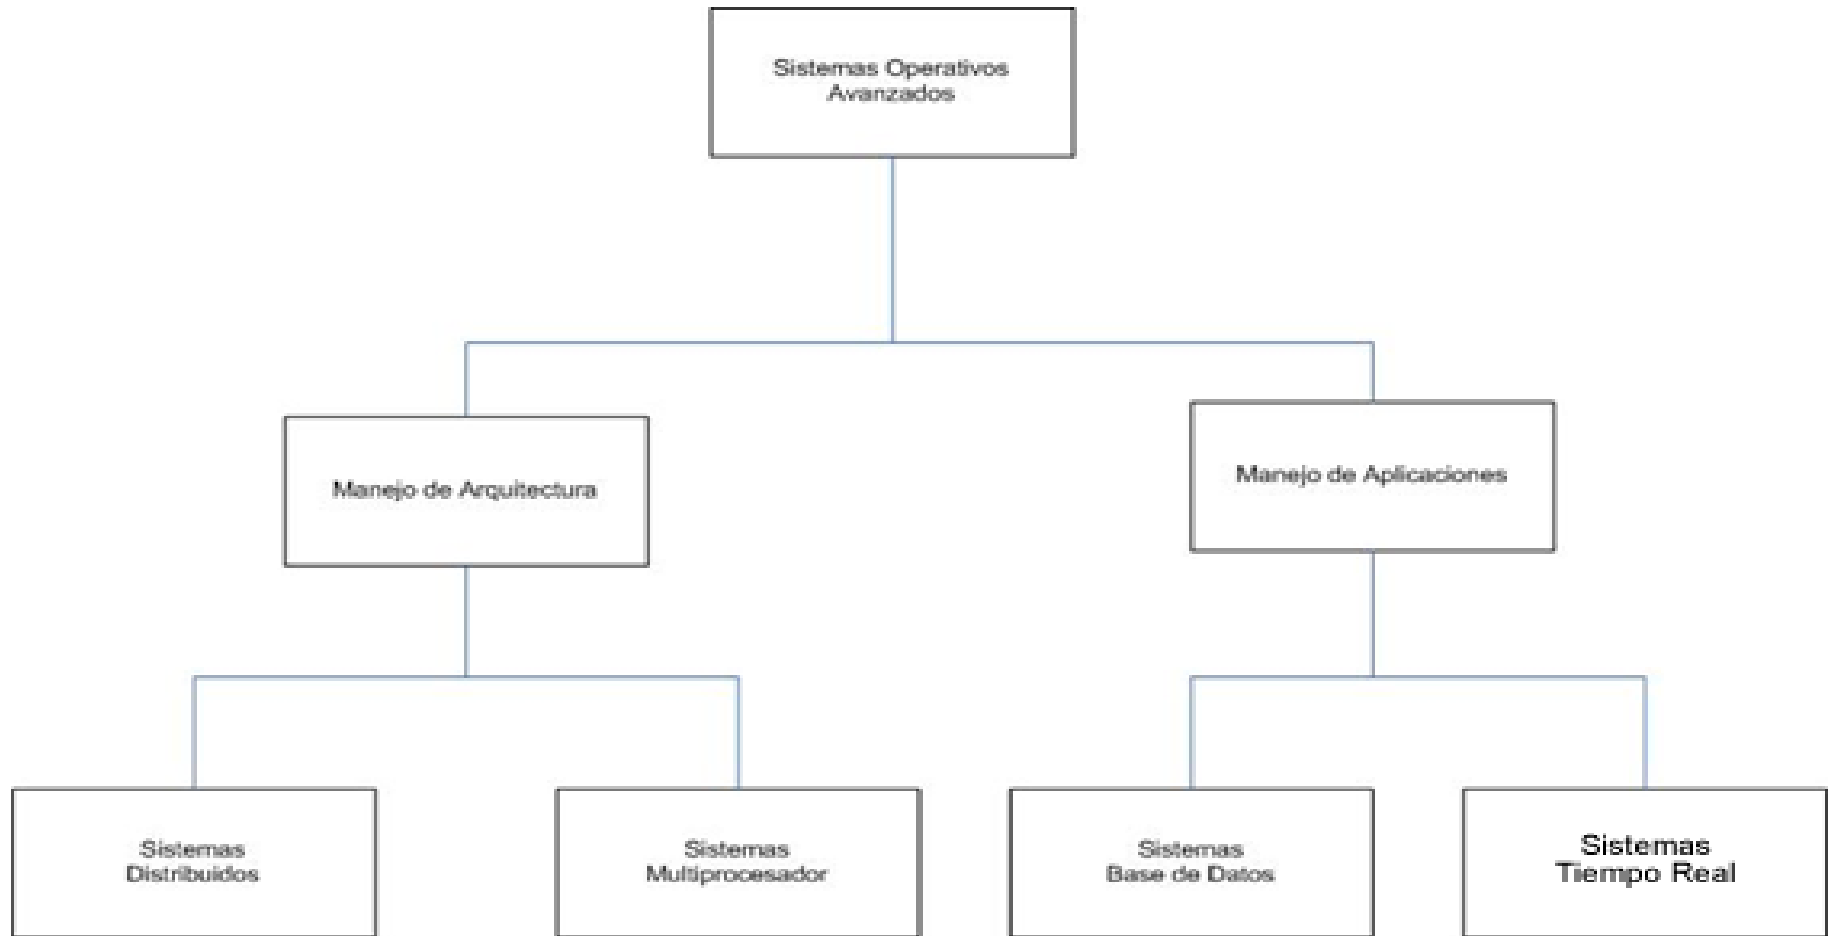 Sistemas Operativos
Avanzados
Manejo de Arquitectura
Manejo de Aplicaciones
Sistemas
Distribuidos
Sistemas
Multiprocesador
Sistemas
Base de Datos
Sistemas
Tiempo Real